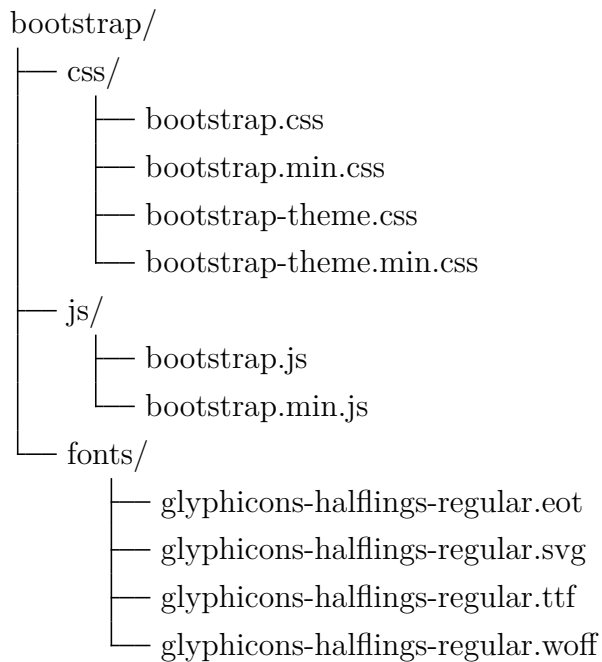 bootstrap/
css/
bootstrap.css
bootstrap.min.css
bootstrap-theme.css
bootstrap-theme.min.css
js/
bootstrap.js
bootstrap.min.js
fonts/
glyphicons-halflings-regular.eot
glyphicons-halflings-regular.svg
glyphicons-halflings-regular.ttf
glyphicons-halflings-regular.woff